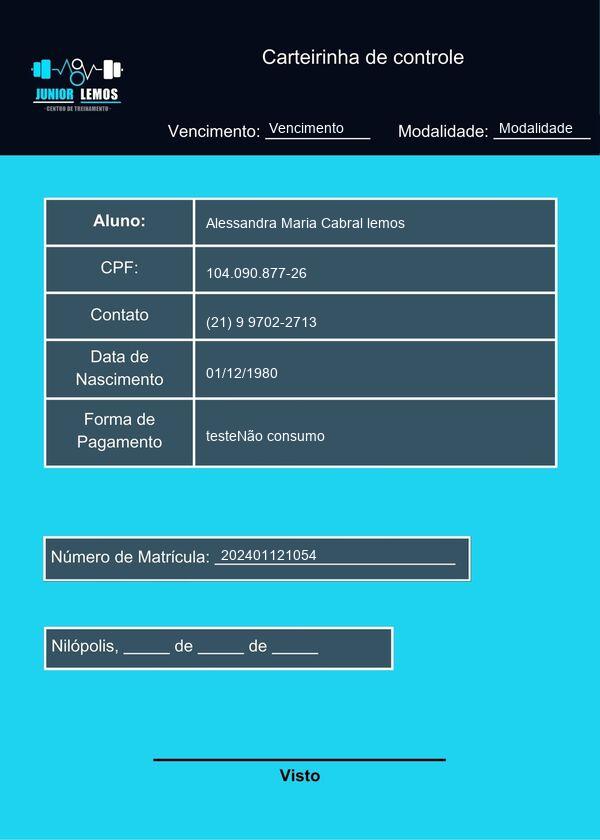 Carteirinha de controle
JUNIOR LEMOS
CENTRO DE TREINAMENTO
Vencimento: Vencimento Modalidade: Modalidade
Aluno: Alessandra Maria Cabral lemos
CPF: 104.090.877-26
Contato (21) 9 9702-2713
Data de
Nascimento 01/12/1980
Forma de
Pagamento testeNão consumo
Número de Matrícula: 202401121054
Nilópolis, _____ de _____ de _____
Visto